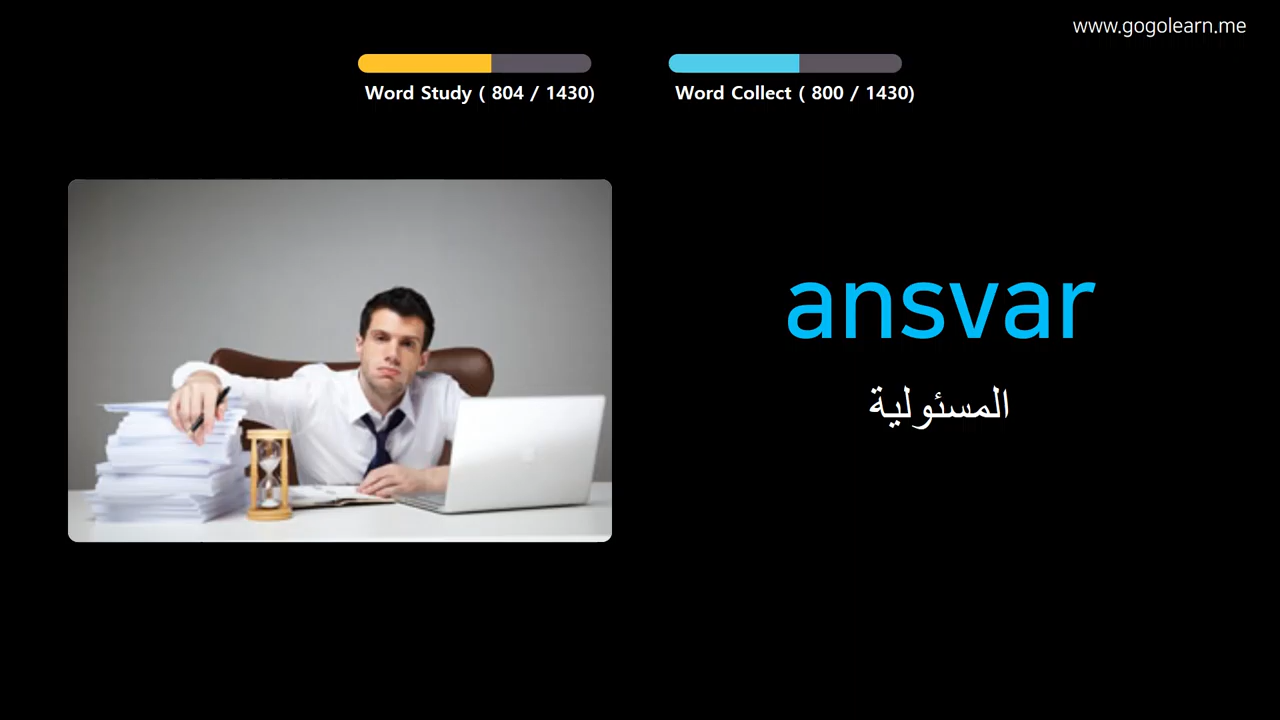 www.gogolearn.me
Word Study ( 804 / 1430)
Word Collect ( 800 / 1430)
ansvar
المسئولية